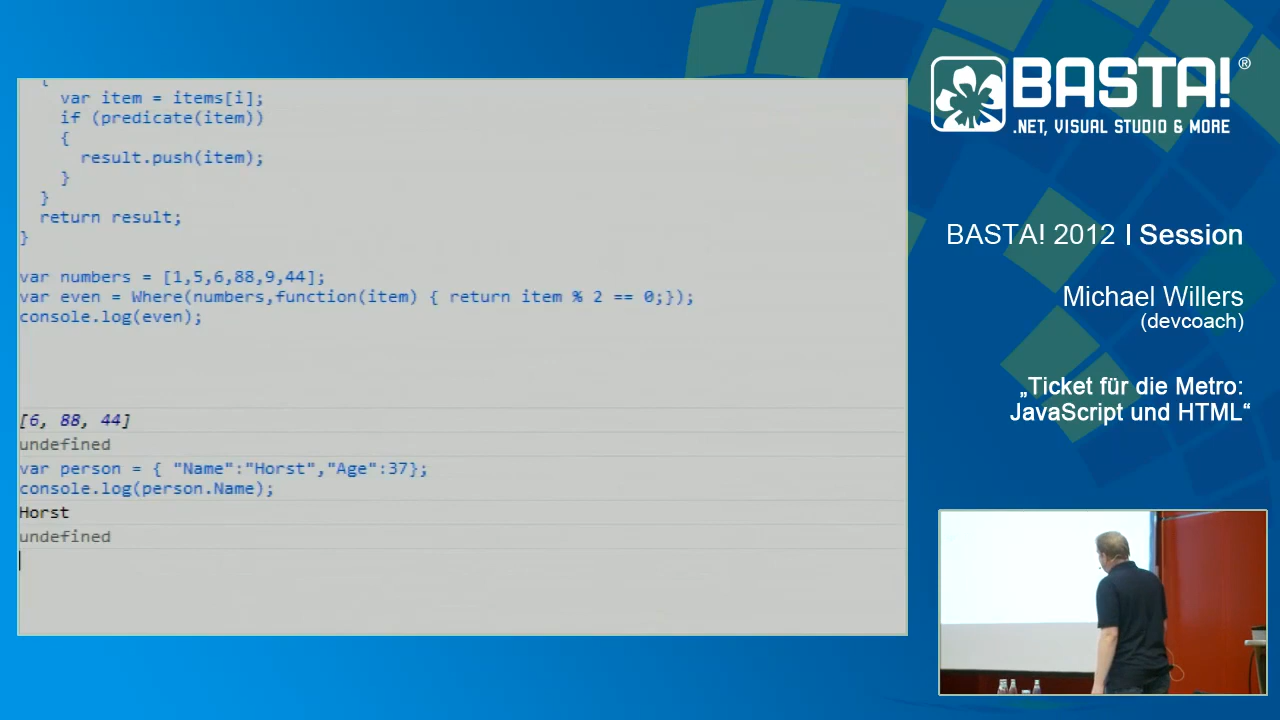 {
var item = items[i];
if (predicate(item))
{
result.push(item);
}
}
return result;
}
var numbers = [1,5,6,88,9,44];
var even = Where(numbers,function(item) { return item % 2 == 0;});
console.log(even);
[6, 88, 44]
undefined
var person = { "Name":"Horst","Age":37};
console.log(person.Name);
Horst
undefined
BASTA!®
.NET, VISUAL STUDIO & MORE
BASTA! 2012 | Session
Michael Willers
(devcoach)
„Ticket für die Metro:
JavaScript und HTML“